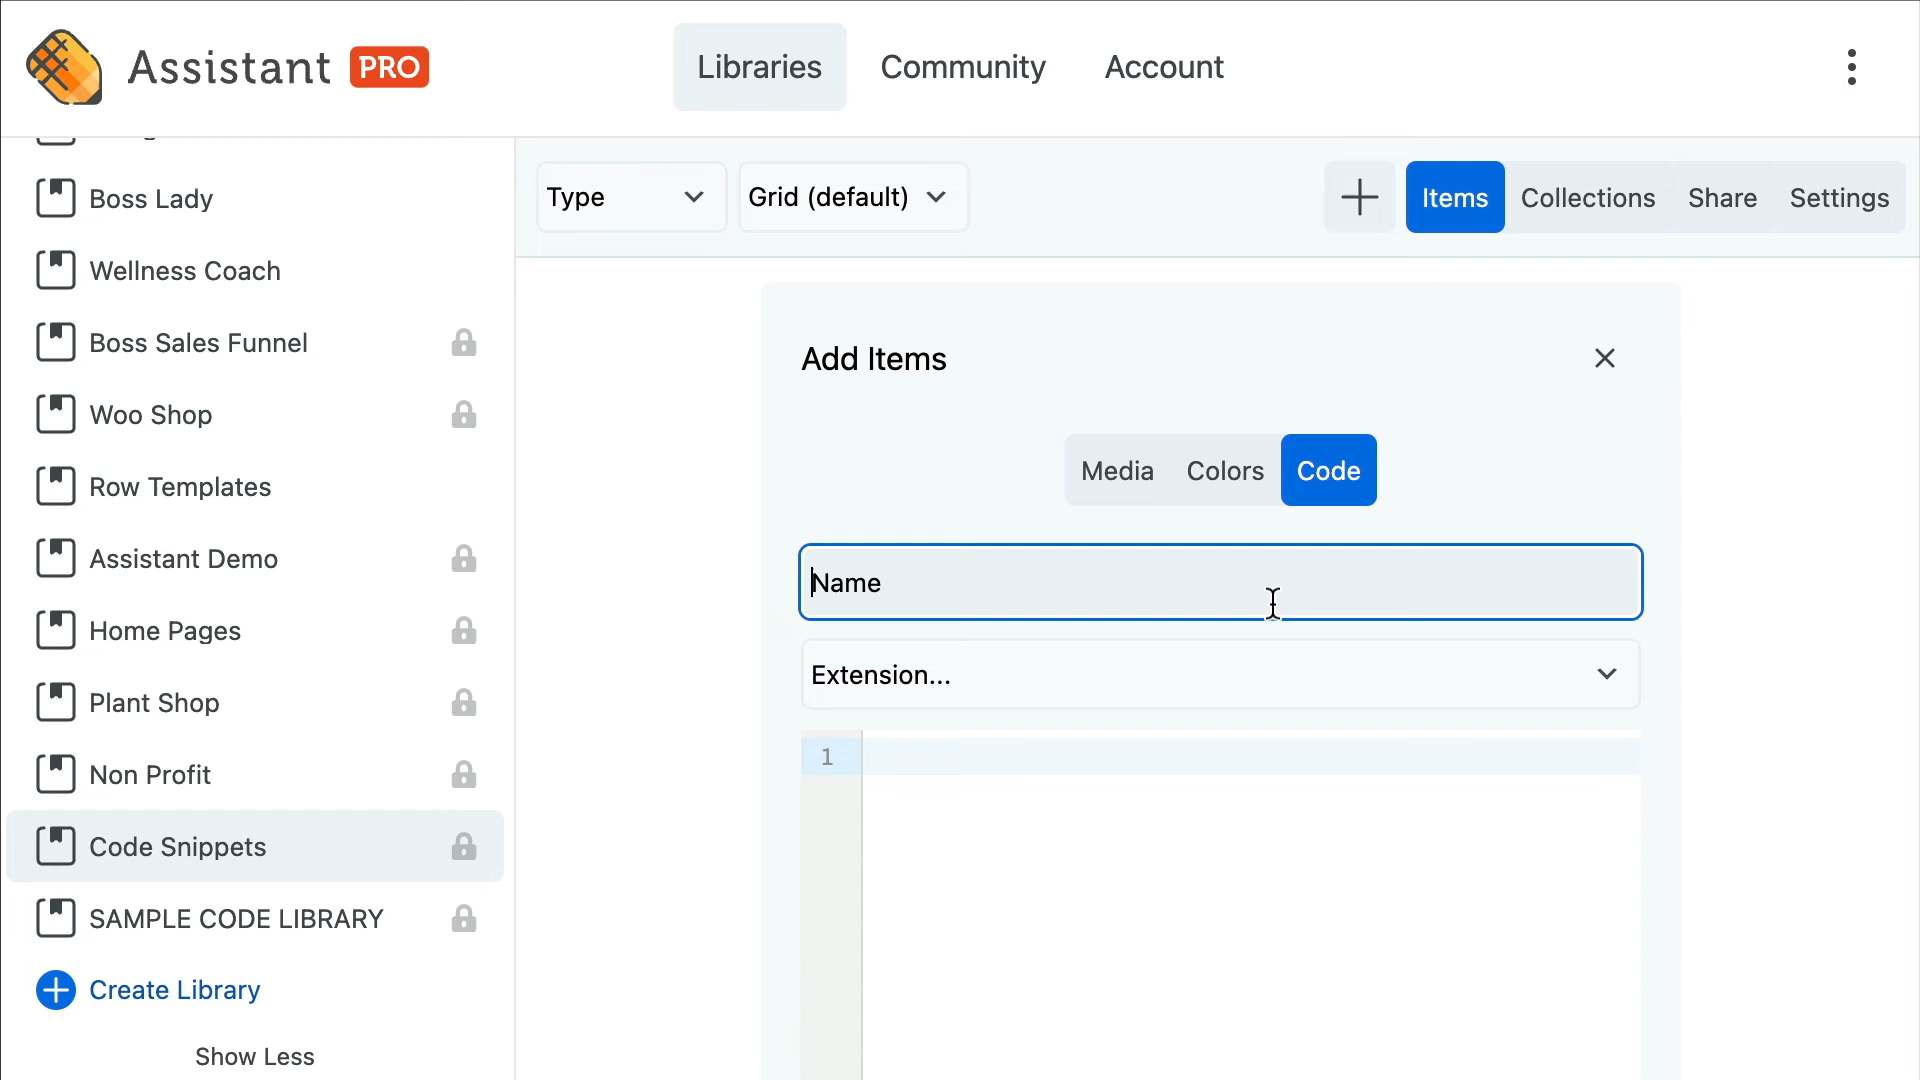 Assistant PRO
Libraries
Community
Account
Boss Lady
Wellness Coach
Boss Sales Funnel
Woo Shop
Row Templates
Assistant Demo
Home Pages
Plant Shop
Non Profit
Code Snippets
SAMPLE CODE LIBRARY
Create Library
Show Less
Type
Grid (default)
Items
Collections
Share
Settings
Add Items
Media
Colors
Code
Name
Extension...
1